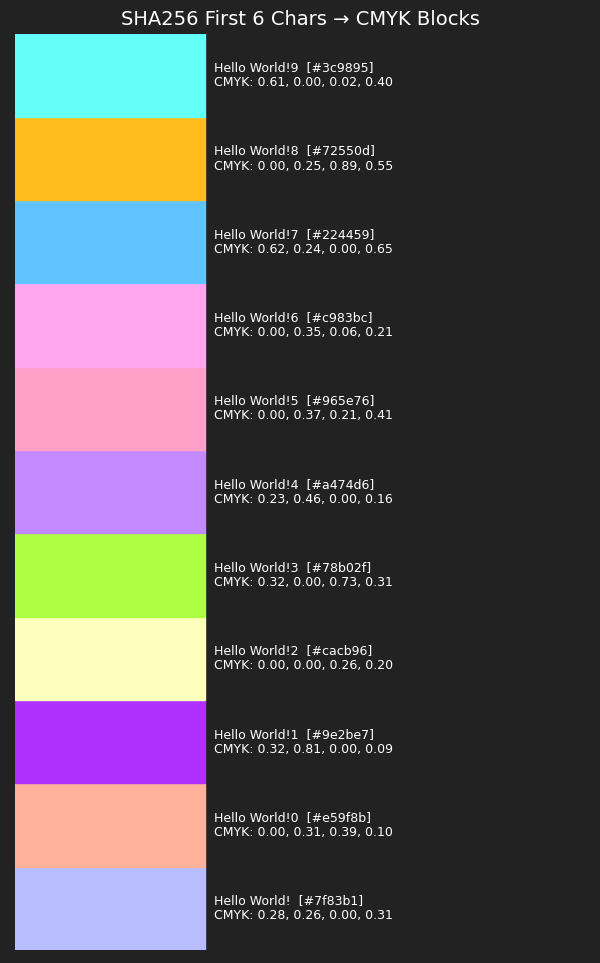 SHA256 First 6 Chars → CMYK Blocks
Hello World!9  [#3c9895]
CMYK: 0.61, 0.00, 0.02, 0.40
Hello World!8  [#72550d]
CMYK: 0.00, 0.25, 0.89, 0.55
Hello World!7  [#224459]
CMYK: 0.62, 0.24, 0.00, 0.65
Hello World!6  [#c983bc]
CMYK: 0.00, 0.35, 0.06, 0.21
Hello World!5  [#965e76]
CMYK: 0.00, 0.37, 0.21, 0.41
Hello World!4  [#a474d6]
CMYK: 0.23, 0.46, 0.00, 0.16
Hello World!3  [#78b02f]
CMYK: 0.32, 0.00, 0.73, 0.31
Hello World!2  [#cacb96]
CMYK: 0.00, 0.00, 0.26, 0.20
Hello World!1  [#9e2be7]
CMYK: 0.32, 0.81, 0.00, 0.09
Hello World!0  [#e59f8b]
CMYK: 0.00, 0.31, 0.39, 0.10
Hello World!  [#7f83b1]
CMYK: 0.28, 0.26, 0.00, 0.31